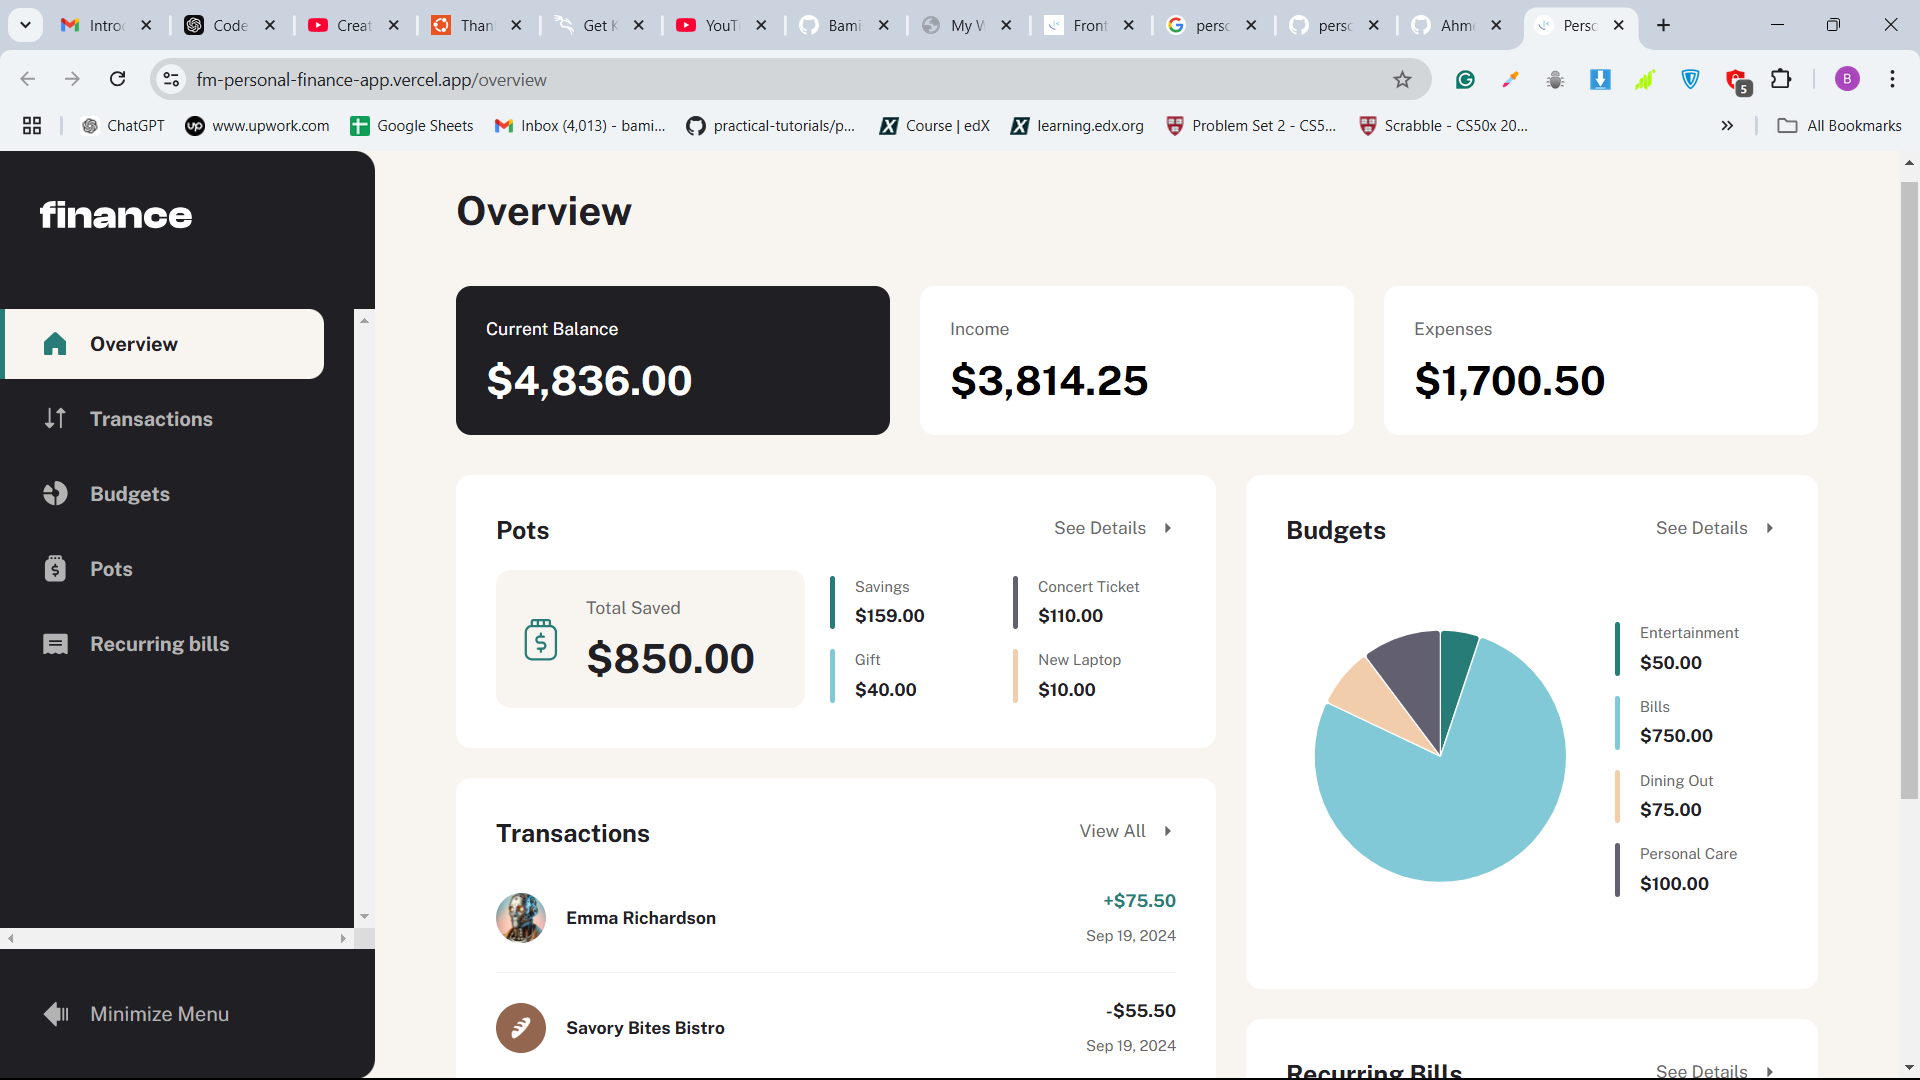 Introd
Code
Creat
Than
Get K
YouT
Bami
My W
Front
perso
perso
Ahm
Perso
fm-personal-finance-app.vercel.app/overview
5
B
ChatGPT
www.upwork.com
Google Sheets
Inbox (4,013) - bami...
practical-tutorials/p...
Course | edX
learning.edx.org
Problem Set 2 - CS5...
Scrabble - CS50x 20...
All Bookmarks
finance
Overview
Transactions
Budgets
Pots
Recurring bills
Minimize Menu
Overview
Current Balance
$4,836.00
Income
$3,814.25
Expenses
$1,700.50
Pots
See Details
Total Saved
$850.00
Savings
$159.00
Concert Ticket
$110.00
Gift
$40.00
New Laptop
$10.00
Transactions
View All
Emma Richardson
+$75.50
Sep 19, 2024
Savory Bites Bistro
-$55.50
Sep 19, 2024
Budgets
See Details
Entertainment
$50.00
Bills
$750.00
Dining Out
$75.00
Personal Care
$100.00
Recurring Bills
See Details